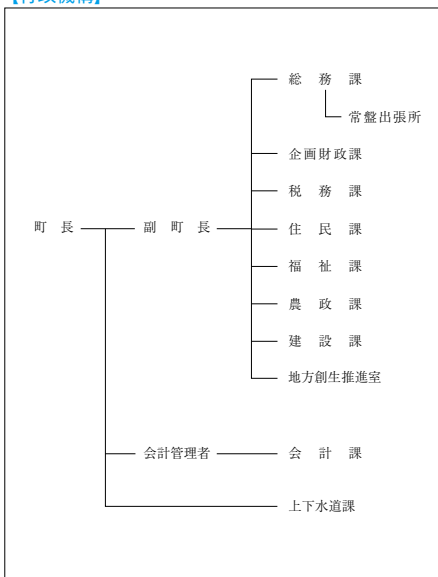 【行政機構】
総務課
常盤出張所
企画財政課
税務課
町長 副町長 住民課
福祉課
農政課
建設課
地方創生推進室
会計管理者 会計課
上下水道課